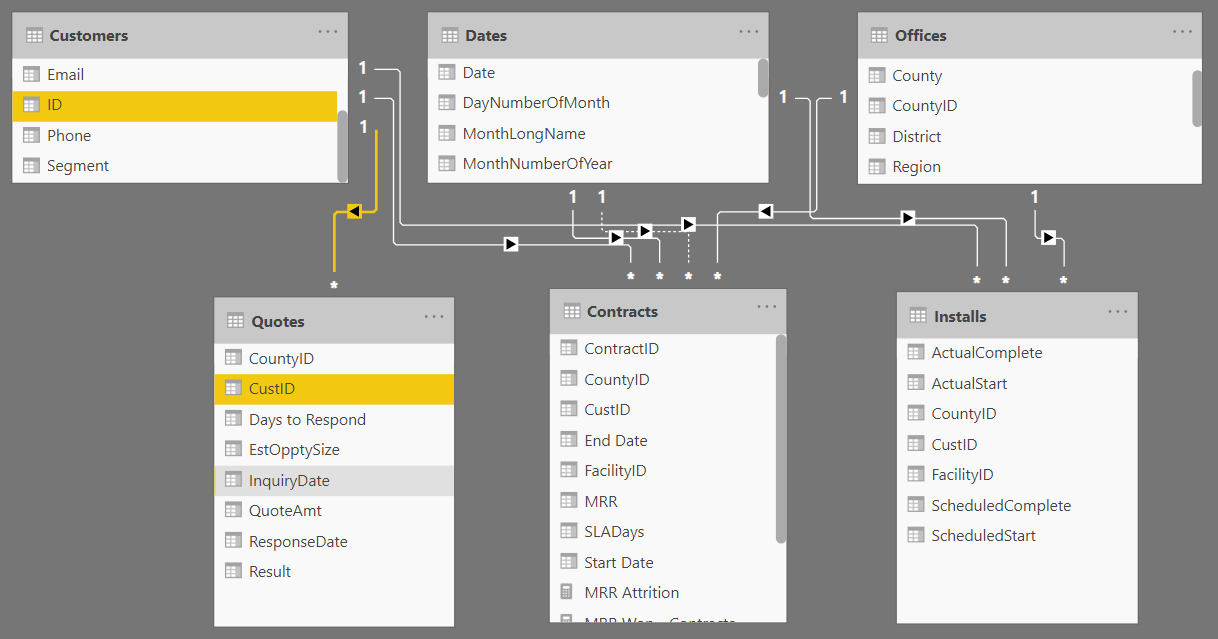 Customers
Email
ID
Phone
Segment
Dates
Date
DayNumberOfMonth
MonthLongName
MonthNumberOfYear
Offices
County
CountyID
District
Region
1
1
1
1
1
1
1
1
*
*
*
*
*
*
*
*
Quotes
CountyID
CustID
Days to Respond
EstOpptySize
InquiryDate
QuoteAmt
ResponseDate
Result
Contracts
ContractID
CountyID
CustID
End Date
FacilityID
MRR
SLADays
Start Date
MRR Attrition
Installs
ActualComplete
ActualStart
CountyID
CustID
FacilityID
ScheduledComplete
ScheduledStart